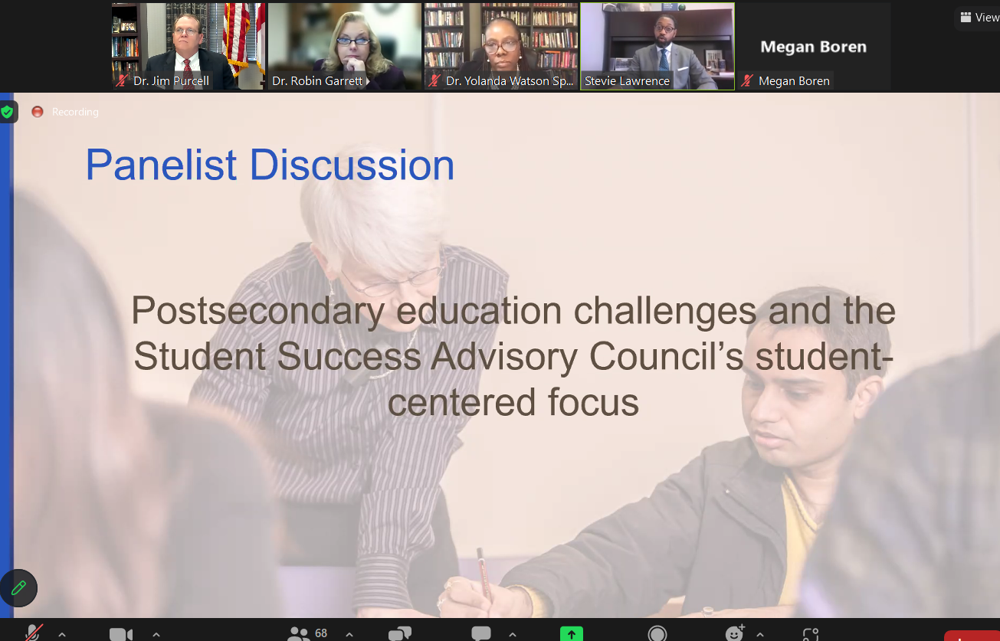 View
Megan Boren
Dr. Jim Purcell
Dr. Robin Garrett
Dr. Yolanda Watson Sp...
Stevie Lawrence
Megan Boren
Recording
Panelist Discussion
Postsecondary education challenges and the
Student Success Advisory Council’s student-
centered focus
68